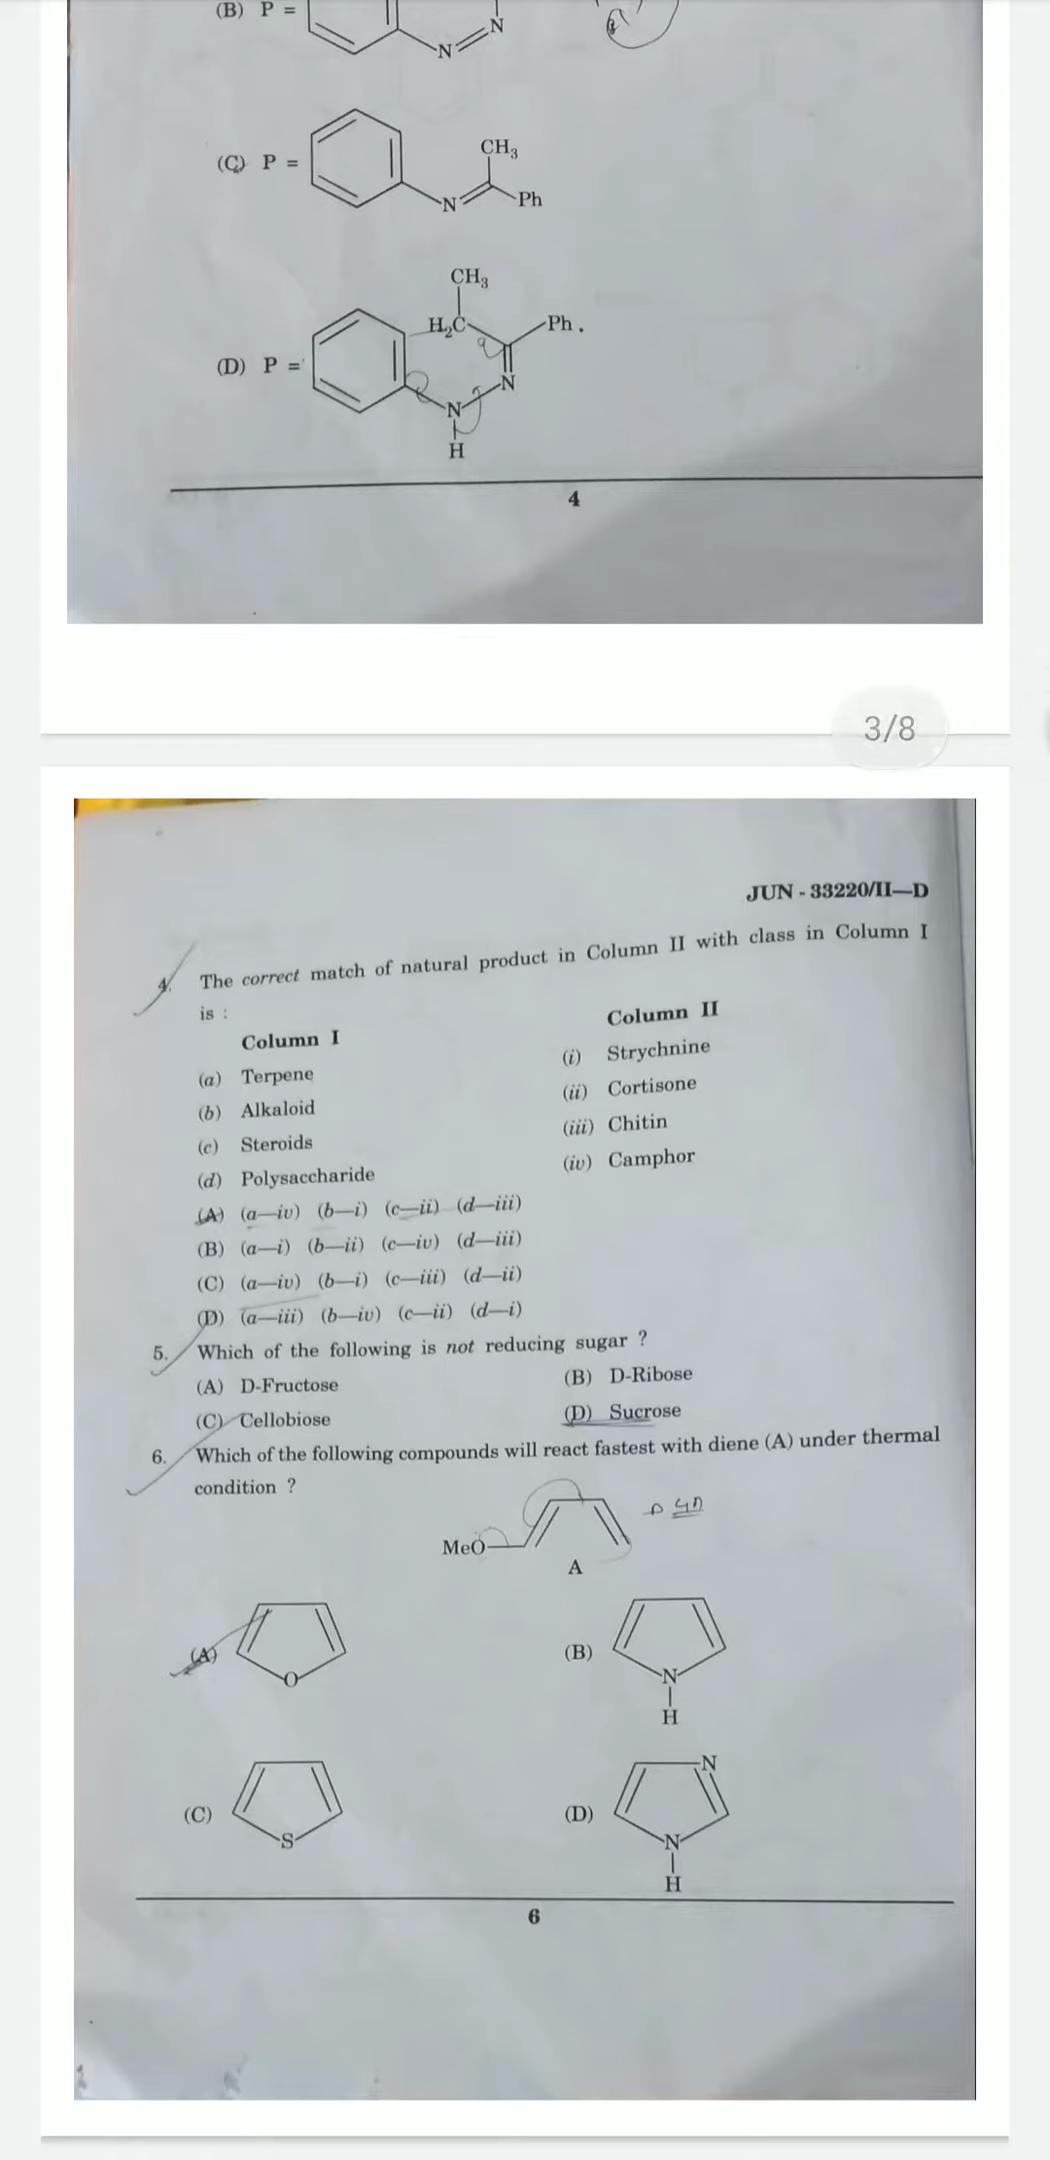 (B) P =
N
N
(C) P =
CH3
N
Ph
CH3
H2C
Ph .
(D) P =
N
N
H
4
3/8
JUN - 33220/II—D
4. The correct match of natural product in Column II with class in Column I
is :
Column I Column II
(a) Terpene (i) Strychnine
(b) Alkaloid (ii) Cortisone
(c) Steroids (iii) Chitin
(d) Polysaccharide (iv) Camphor
(A) (a—iv) (b—i) (c—ii) (d—iii)
(B) (a—i) (b—ii) (c—iv) (d—iii)
(C) (a—iv) (b—i) (c—iii) (d—ii)
(D) (a—iii) (b—iv) (c—ii) (d—i)
5. Which of the following is not reducing sugar ?
(A) D-Fructose (B) D-Ribose
(C) Cellobiose (D) Sucrose
6. Which of the following compounds will react fastest with diene (A) under thermal
condition ?
MeO
A
(A) O
(B) N
H
(C) S
(D) N
N
H
6